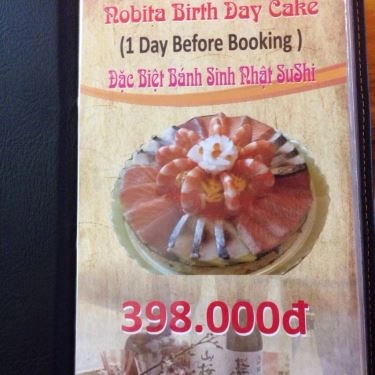 Nobita Birth Day Cake
(1 Day Before Booking )
Đặc Biệt Bánh Sinh Nhật SuShi
398.000đ